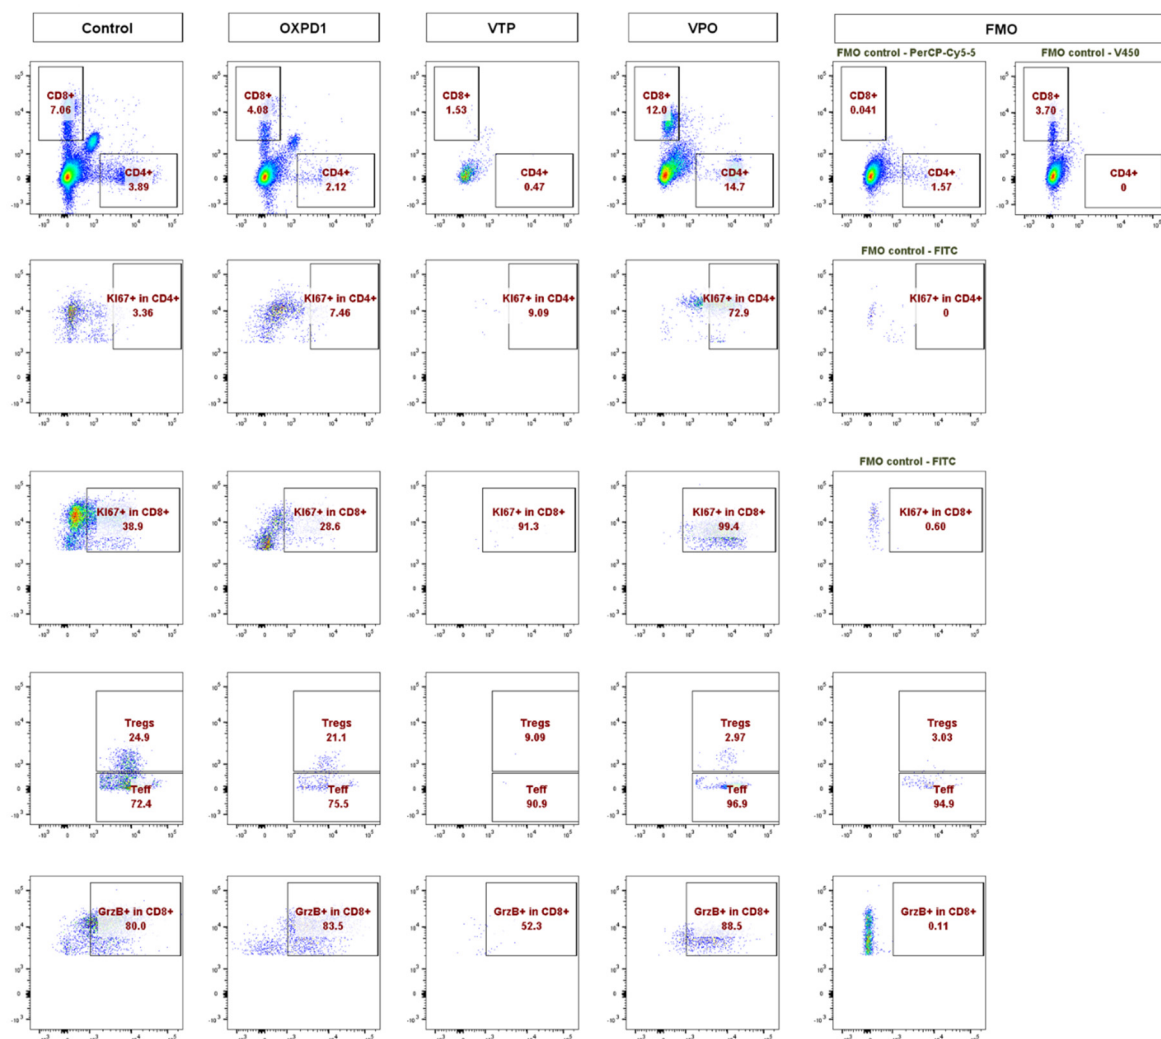 Control OXPD1 VTP VPO FMO
FMO control - PerCP-Cy5-5 FMO control - V450
CD8+ CD8+ CD8+ CD8+ CD8+ CD8+
7.06 4.08 1.53 12.0 0.041 3.70
CD4+ CD4+ CD4+ CD4+ CD4+ CD4+
3.89 2.12 0.47 14.7 1.57 0
FMO control - FITC
KI67+ in CD4+ KI67+ in CD4+ KI67+ in CD4+ KI67+ in CD4+ KI67+ in CD4+
3.36 7.46 9.09 72.9 0
FMO control - FITC
KI67+ in CD8+ KI67+ in CD8+ KI67+ in CD8+ KI67+ in CD8+ KI67+ in CD8+
38.9 28.6 91.3 99.4 0.60
Tregs Tregs Tregs Tregs Tregs
24.9 21.1 9.09 2.97 3.03
Teff Teff Teff Teff Teff
72.4 75.5 90.9 96.9 94.9
GrzB+ in CD8+ GrzB+ in CD8+ GrzB+ in CD8+ GrzB+ in CD8+ GrzB+ in CD8+
80.0 83.5 52.3 88.5 0.11